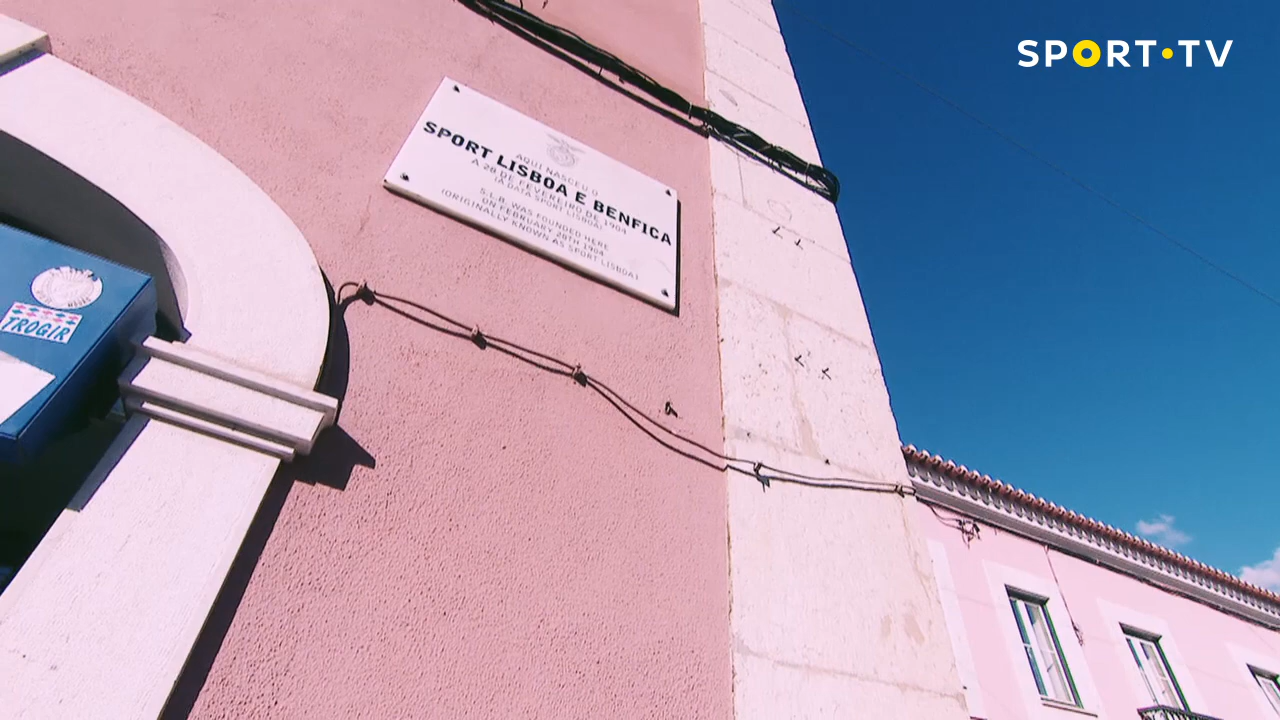 SPORT•TV
AQUI NASCEU O
SPORT LISBOA E BENFICA
A 28 DE FEVEREIRO DE 1904
(À DATA SPORT LISBOA)
S.L.B. WAS FOUNDED HERE
ON FEBRUARY 28TH 1904
(ORIGINALLY KNOWN AS SPORT LISBOA)
TROGIR